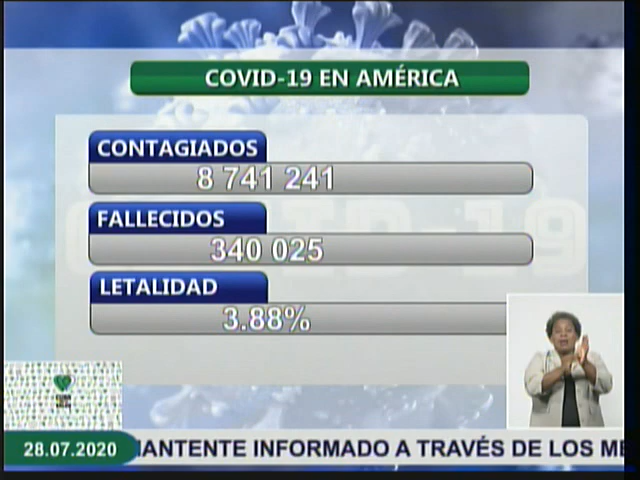 COVID-19 EN AMÉRICA
CONTAGIADOS
8 741 241
FALLECIDOS
340 025
LETALIDAD
3.88%
28.07.2020
MANTENTE INFORMADO A TRAVÉS DE LOS